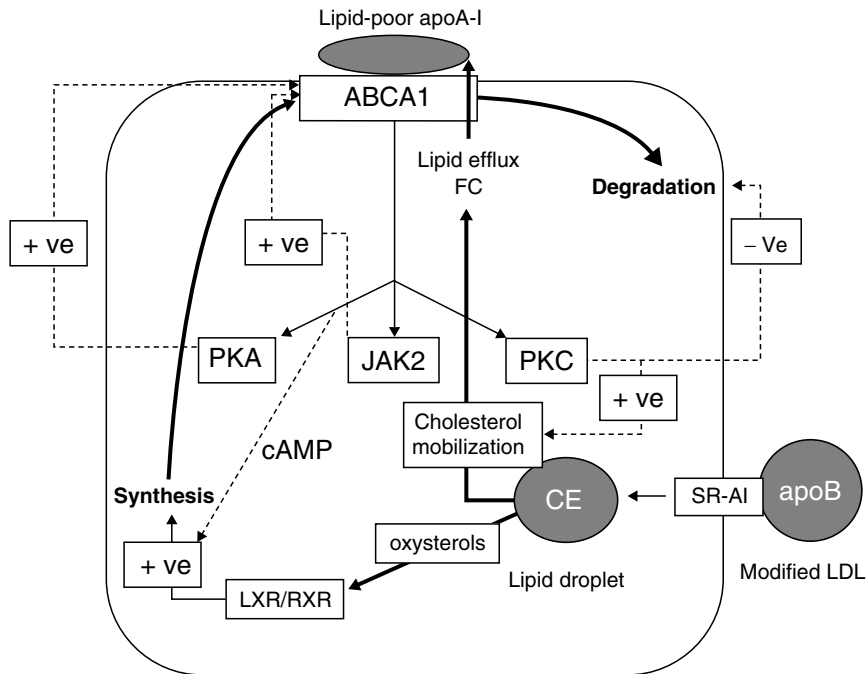 Lipid-poor apoA-I
ABCA1
Lipid efflux
FC
Degradation
+ ve
+ ve
– Ve
PKA
JAK2
PKC
+ ve
Cholesterol
mobilization
cAMP
Synthesis
CE
SR-AI
apoB
+ ve
oxysterols
Lipid droplet
Modified LDL
LXR/RXR